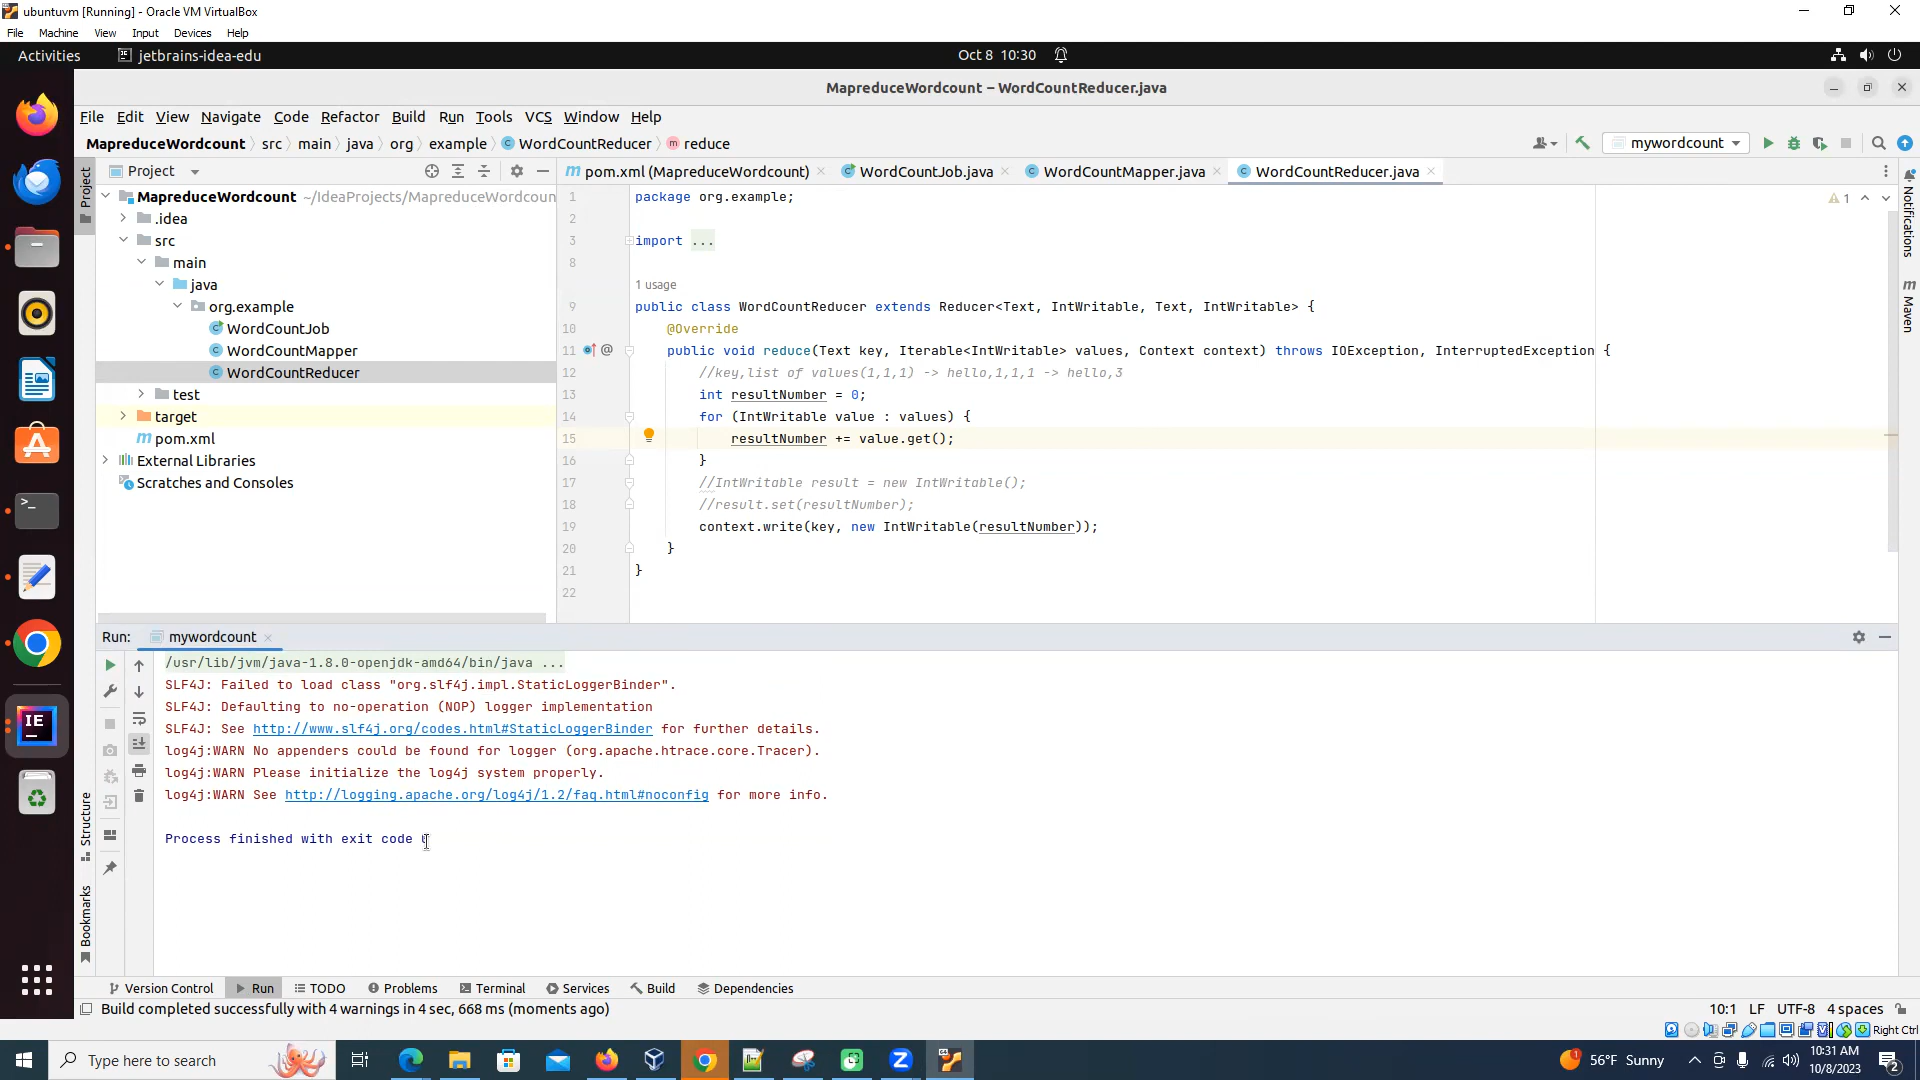 ubuntuvm [Running] - Oracle VM VirtualBox
File Machine View Input Devices Help
Activities jetbrains-idea-edu Oct 8 10:30
MapreduceWordcount – WordCountReducer.java
File Edit View Navigate Code Refactor Build Run Tools VCS Window Help
MapreduceWordcount src main java org example WordCountReducer reduce mywordcount
Project
pom.xml (MapreduceWordcount) WordCountJob.java WordCountMapper.java WordCountReducer.java
Project
MapreduceWordcount ~/IdeaProjects/MapreduceWordcoun
.idea
src
main
java
org.example
WordCountJob
WordCountMapper
WordCountReducer
test
target
pom.xml
External Libraries
Scratches and Consoles
1 package org.example;
2
3 import ...
8
1 usage
9 public class WordCountReducer extends Reducer<Text, IntWritable, Text, IntWritable> {
10 @Override
11 @ public void reduce(Text key, Iterable<IntWritable> values, Context context) throws IOException, InterruptedException {
12 //key,list of values(1,1,1) -> hello,1,1,1 -> hello,3
13 int resultNumber = 0;
14 for (IntWritable value : values) {
15 resultNumber += value.get();
16 }
17 //IntWritable result = new IntWritable();
18 //result.set(resultNumber);
19 context.write(key, new IntWritable(resultNumber));
20 }
21 }
22
1
Notifications
Maven
Run: mywordcount
/usr/lib/jvm/java-1.8.0-openjdk-amd64/bin/java ...
SLF4J: Failed to load class "org.slf4j.impl.StaticLoggerBinder".
SLF4J: Defaulting to no-operation (NOP) logger implementation
SLF4J: See http://www.slf4j.org/codes.html#StaticLoggerBinder for further details.
log4j:WARN No appenders could be found for logger (org.apache.htrace.core.Tracer).
log4j:WARN Please initialize the log4j system properly.
log4j:WARN See http://logging.apache.org/log4j/1.2/faq.html#noconfig for more info.
Process finished with exit code
Structure
Bookmarks
Version Control Run TODO Problems Terminal Services Build Dependencies
Build completed successfully with 4 warnings in 4 sec, 668 ms (moments ago) 10:1 LF UTF-8 4 spaces
Right Ctrl
Type here to search
1 56°F Sunny
10:31 AM
10/8/2023
2